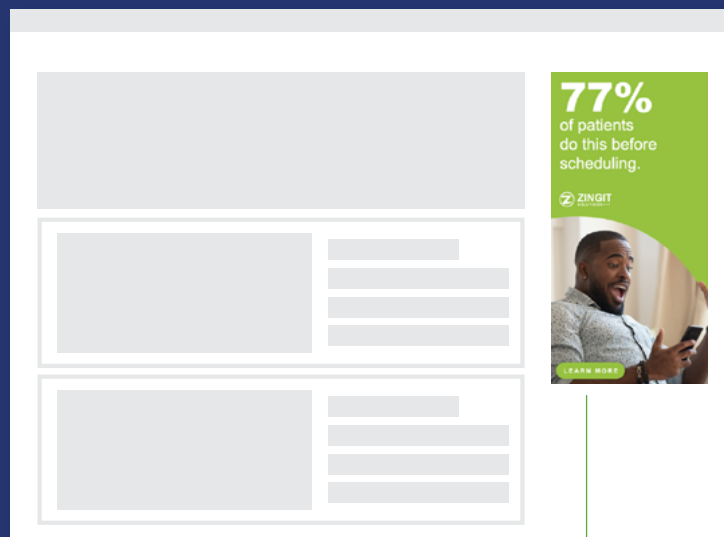 77%
of patients
do this before
scheduling.
ZINGIT
LEARN MORE